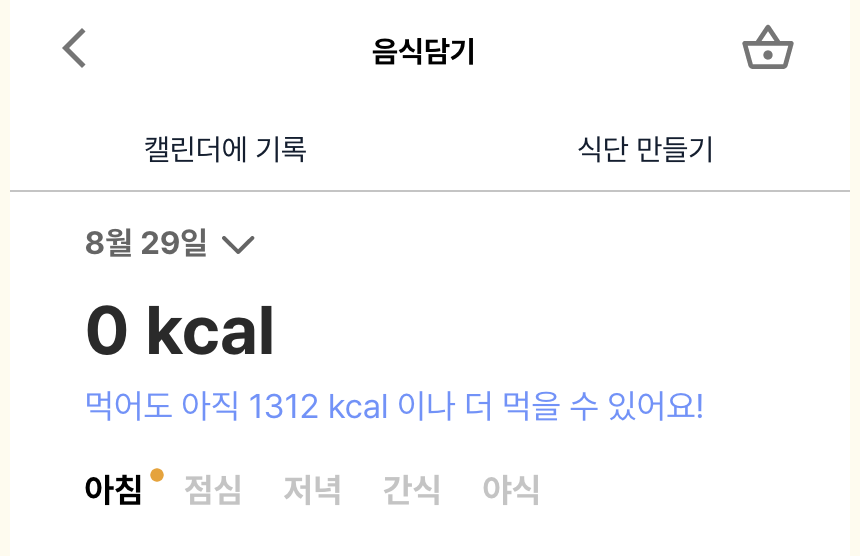 음식담기
캘린더에 기록 식단 만들기
8월 29일
0 kcal
먹어도 아직 1312 kcal 이나 더 먹을 수 있어요!
아침 점심 저녁 간식 야식